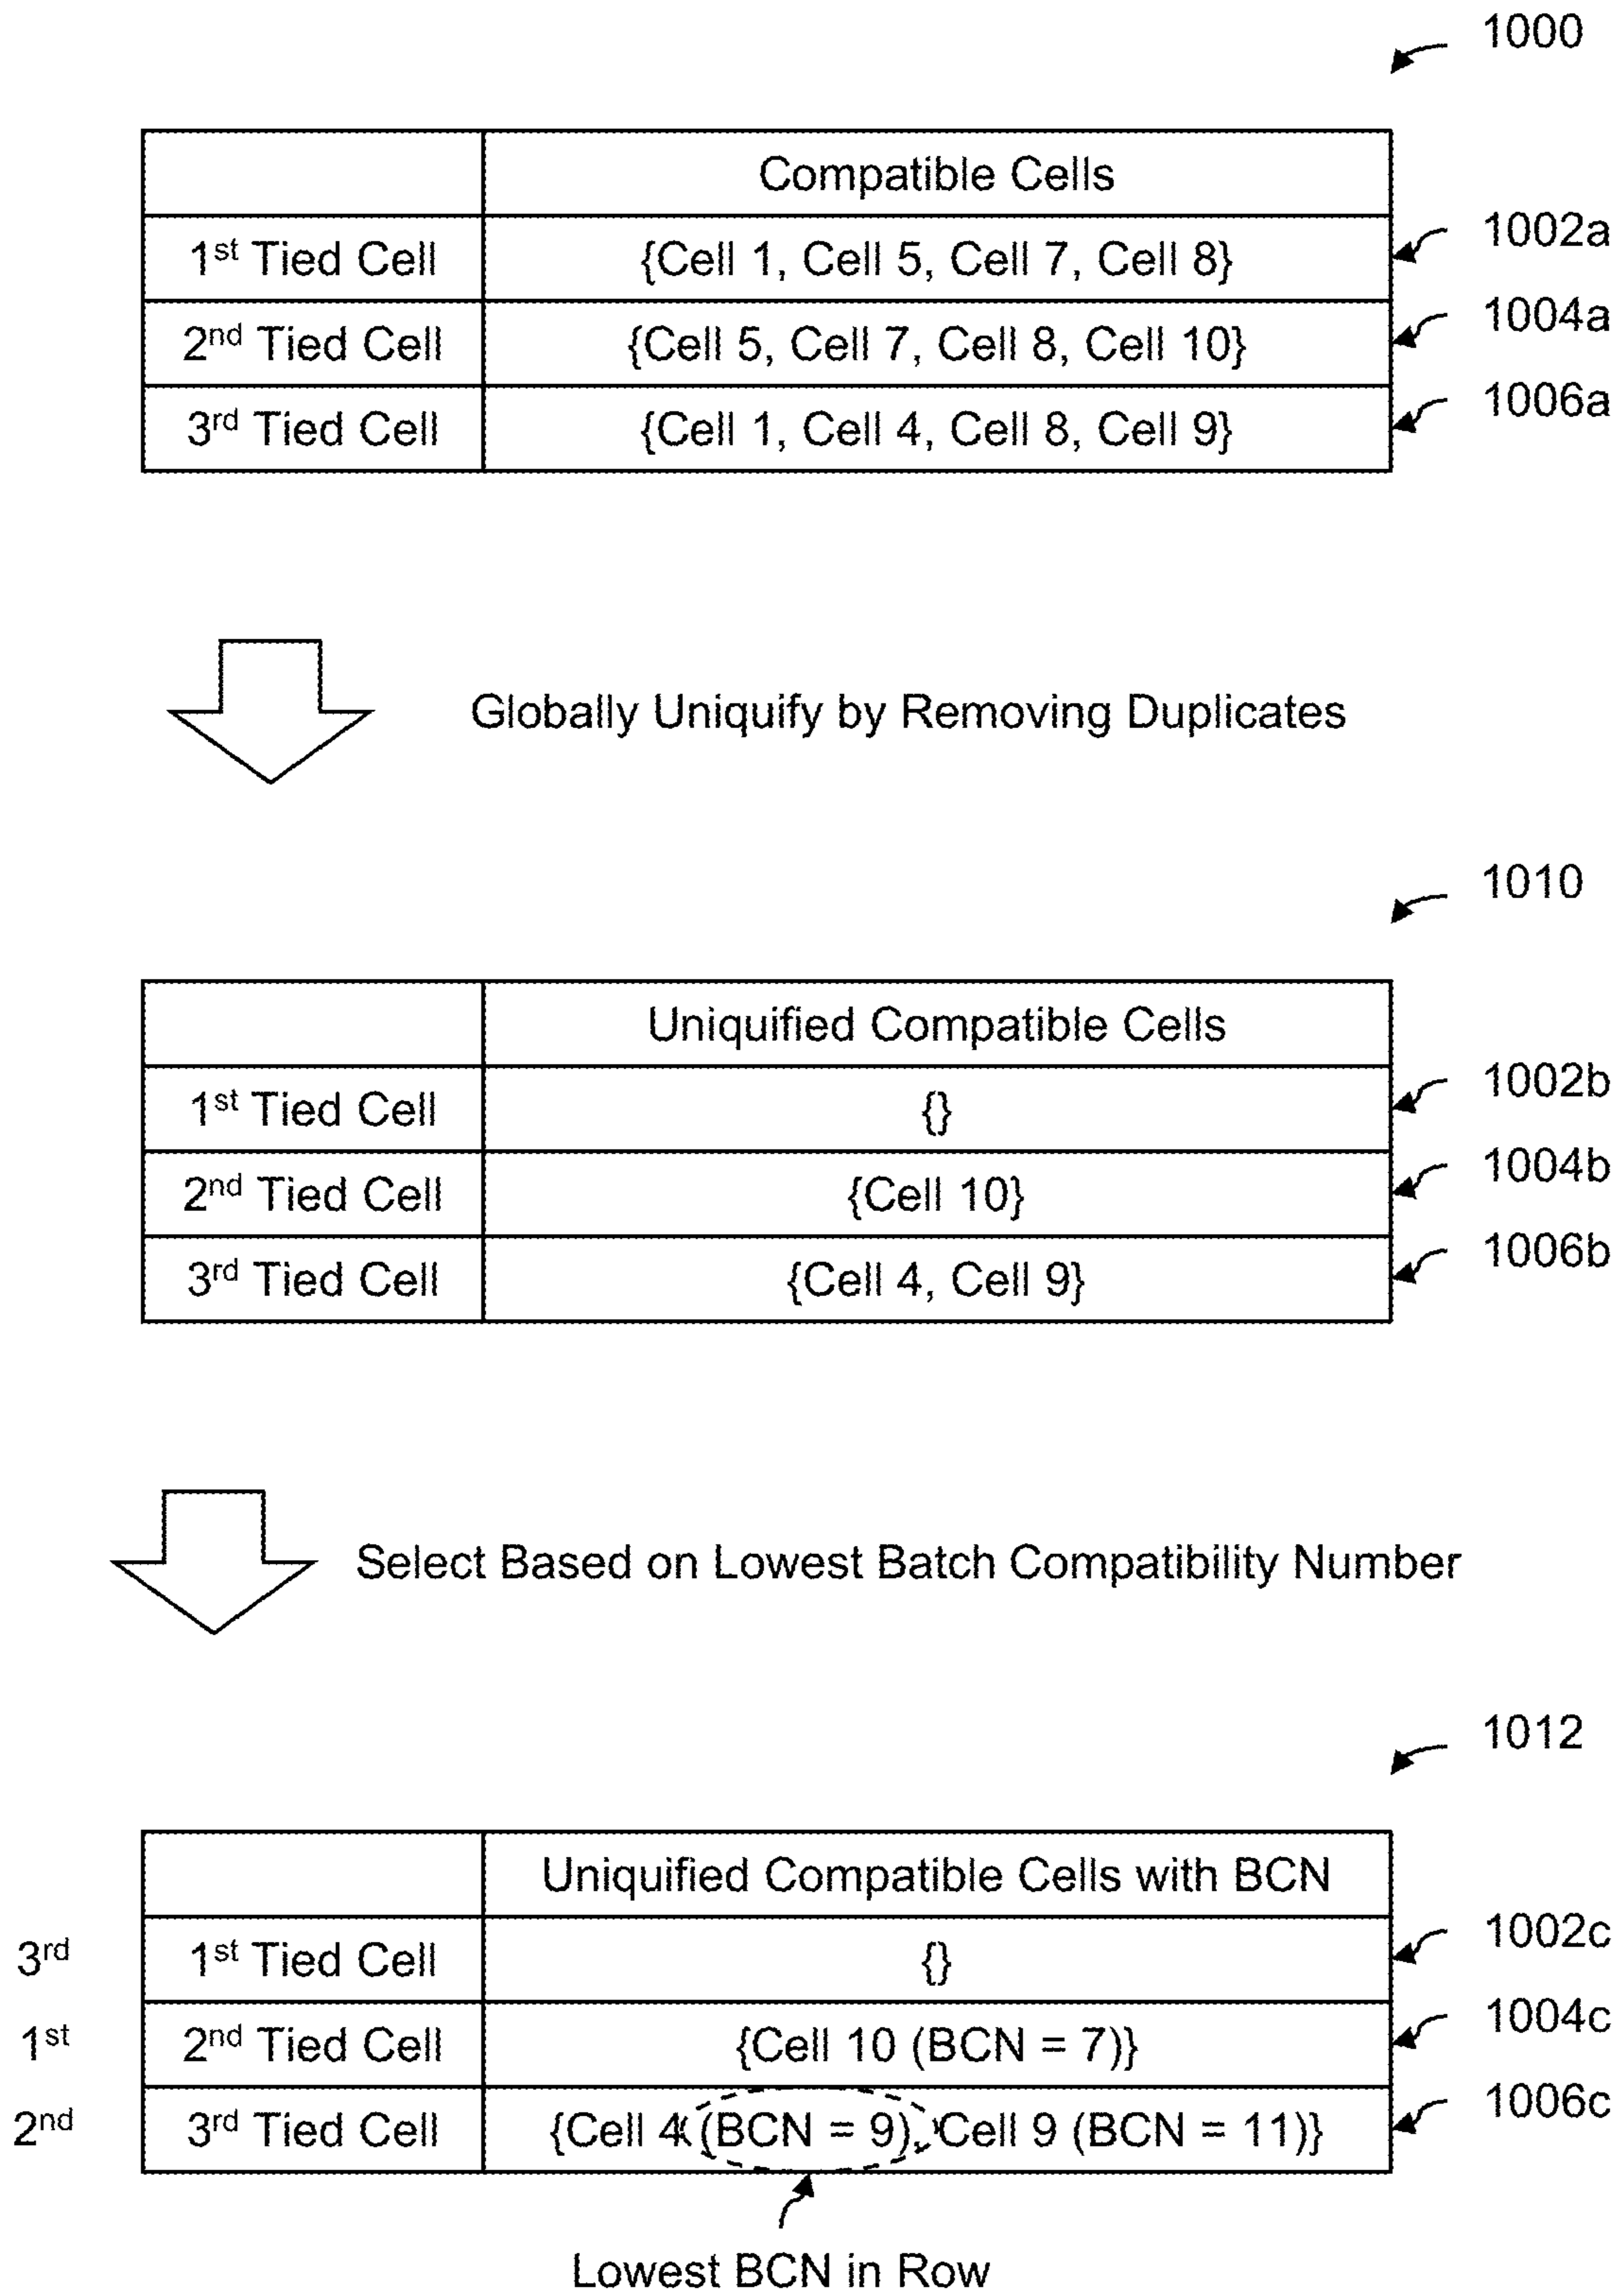 1000
Compatible Cells
1st Tied Cell {Cell 1, Cell 5, Cell 7, Cell 8} 1002a
2nd Tied Cell {Cell 5, Cell 7, Cell 8, Cell 10} 1004a
3rd Tied Cell {Cell 1, Cell 4, Cell 8, Cell 9} 1006a
Globally Uniquify by Removing Duplicates
1010
Uniquified Compatible Cells
1st Tied Cell {} 1002b
2nd Tied Cell {Cell 10} 1004b
3rd Tied Cell {Cell 4, Cell 9} 1006b
Select Based on Lowest Batch Compatibility Number
1012
Uniquified Compatible Cells with BCN
3rd 1st Tied Cell {} 1002c
1st 2nd Tied Cell {Cell 10 (BCN = 7)} 1004c
2nd 3rd Tied Cell {Cell 4 (BCN = 9), Cell 9 (BCN = 11)} 1006c
Lowest BCN in Row